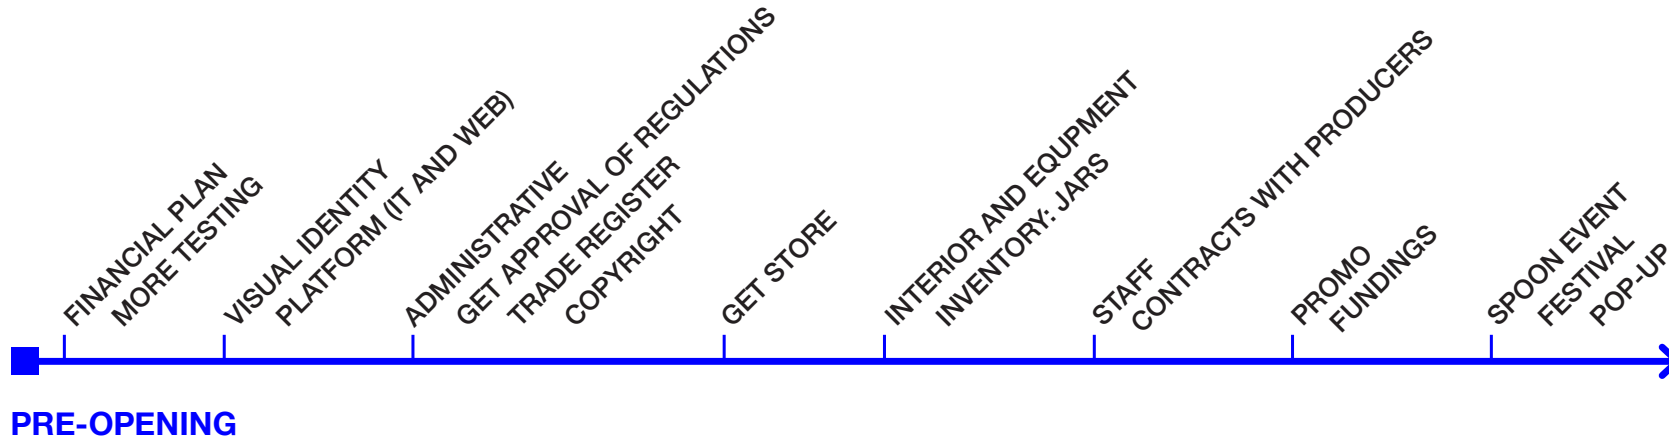 FINANCIAL PLAN
MORE TESTING
VISUAL IDENTITY
PLATFORM (IT AND WEB)
ADMINISTRATIVE
GET APPROVAL OF REGULATIONS
TRADE REGISTER
COPYRIGHT
GET STORE
INTERIOR AND EQUPMENT
INVENTORY: JARS
STAFF
CONTRACTS WITH PRODUCERS
PROMO
FUNDINGS
SPOON EVENT
FESTIVAL
POP-UP
PRE-OPENING